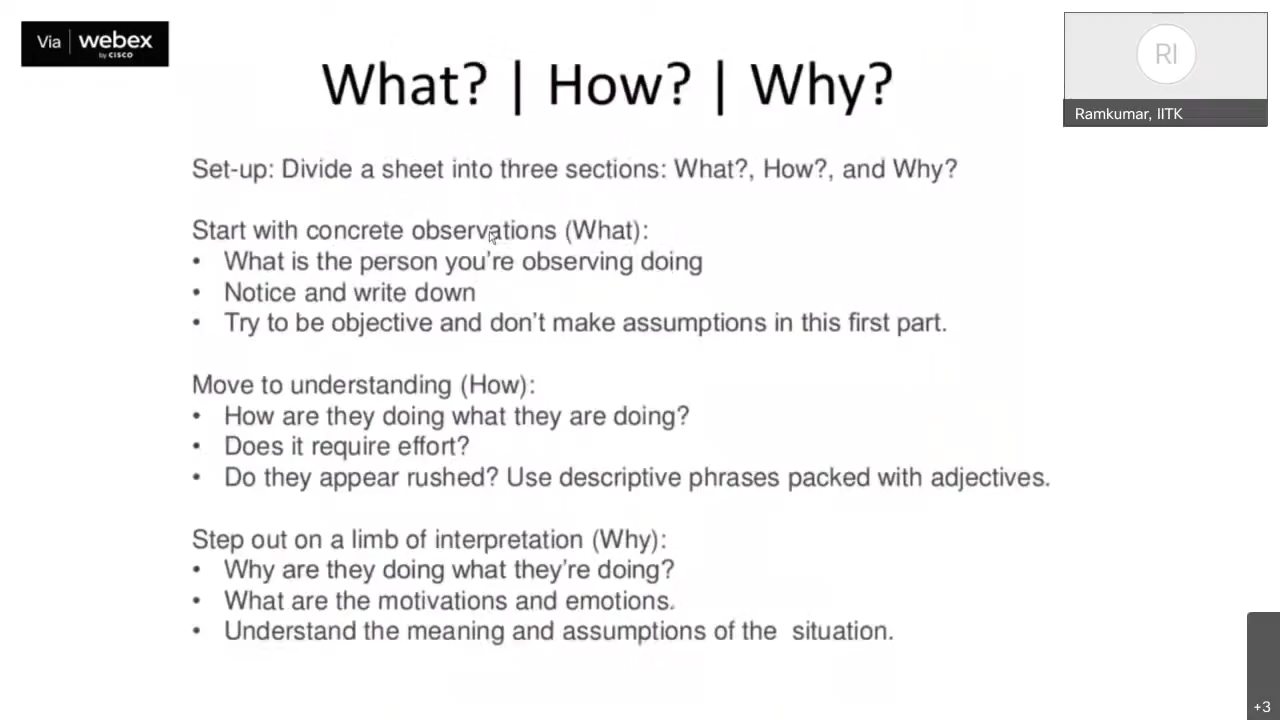 Via | webex
by CISCO
What? | How? | Why?
RI
Ramkumar, IITK
Set-up: Divide a sheet into three sections: What?, How?, and Why?
Start with concrete observations (What):
• What is the person you’re observing doing
• Notice and write down
• Try to be objective and don’t make assumptions in this first part.
Move to understanding (How):
• How are they doing what they are doing?
• Does it require effort?
• Do they appear rushed? Use descriptive phrases packed with adjectives.
Step out on a limb of interpretation (Why):
• Why are they doing what they’re doing?
• What are the motivations and emotions.
• Understand the meaning and assumptions of the  situation.
+3